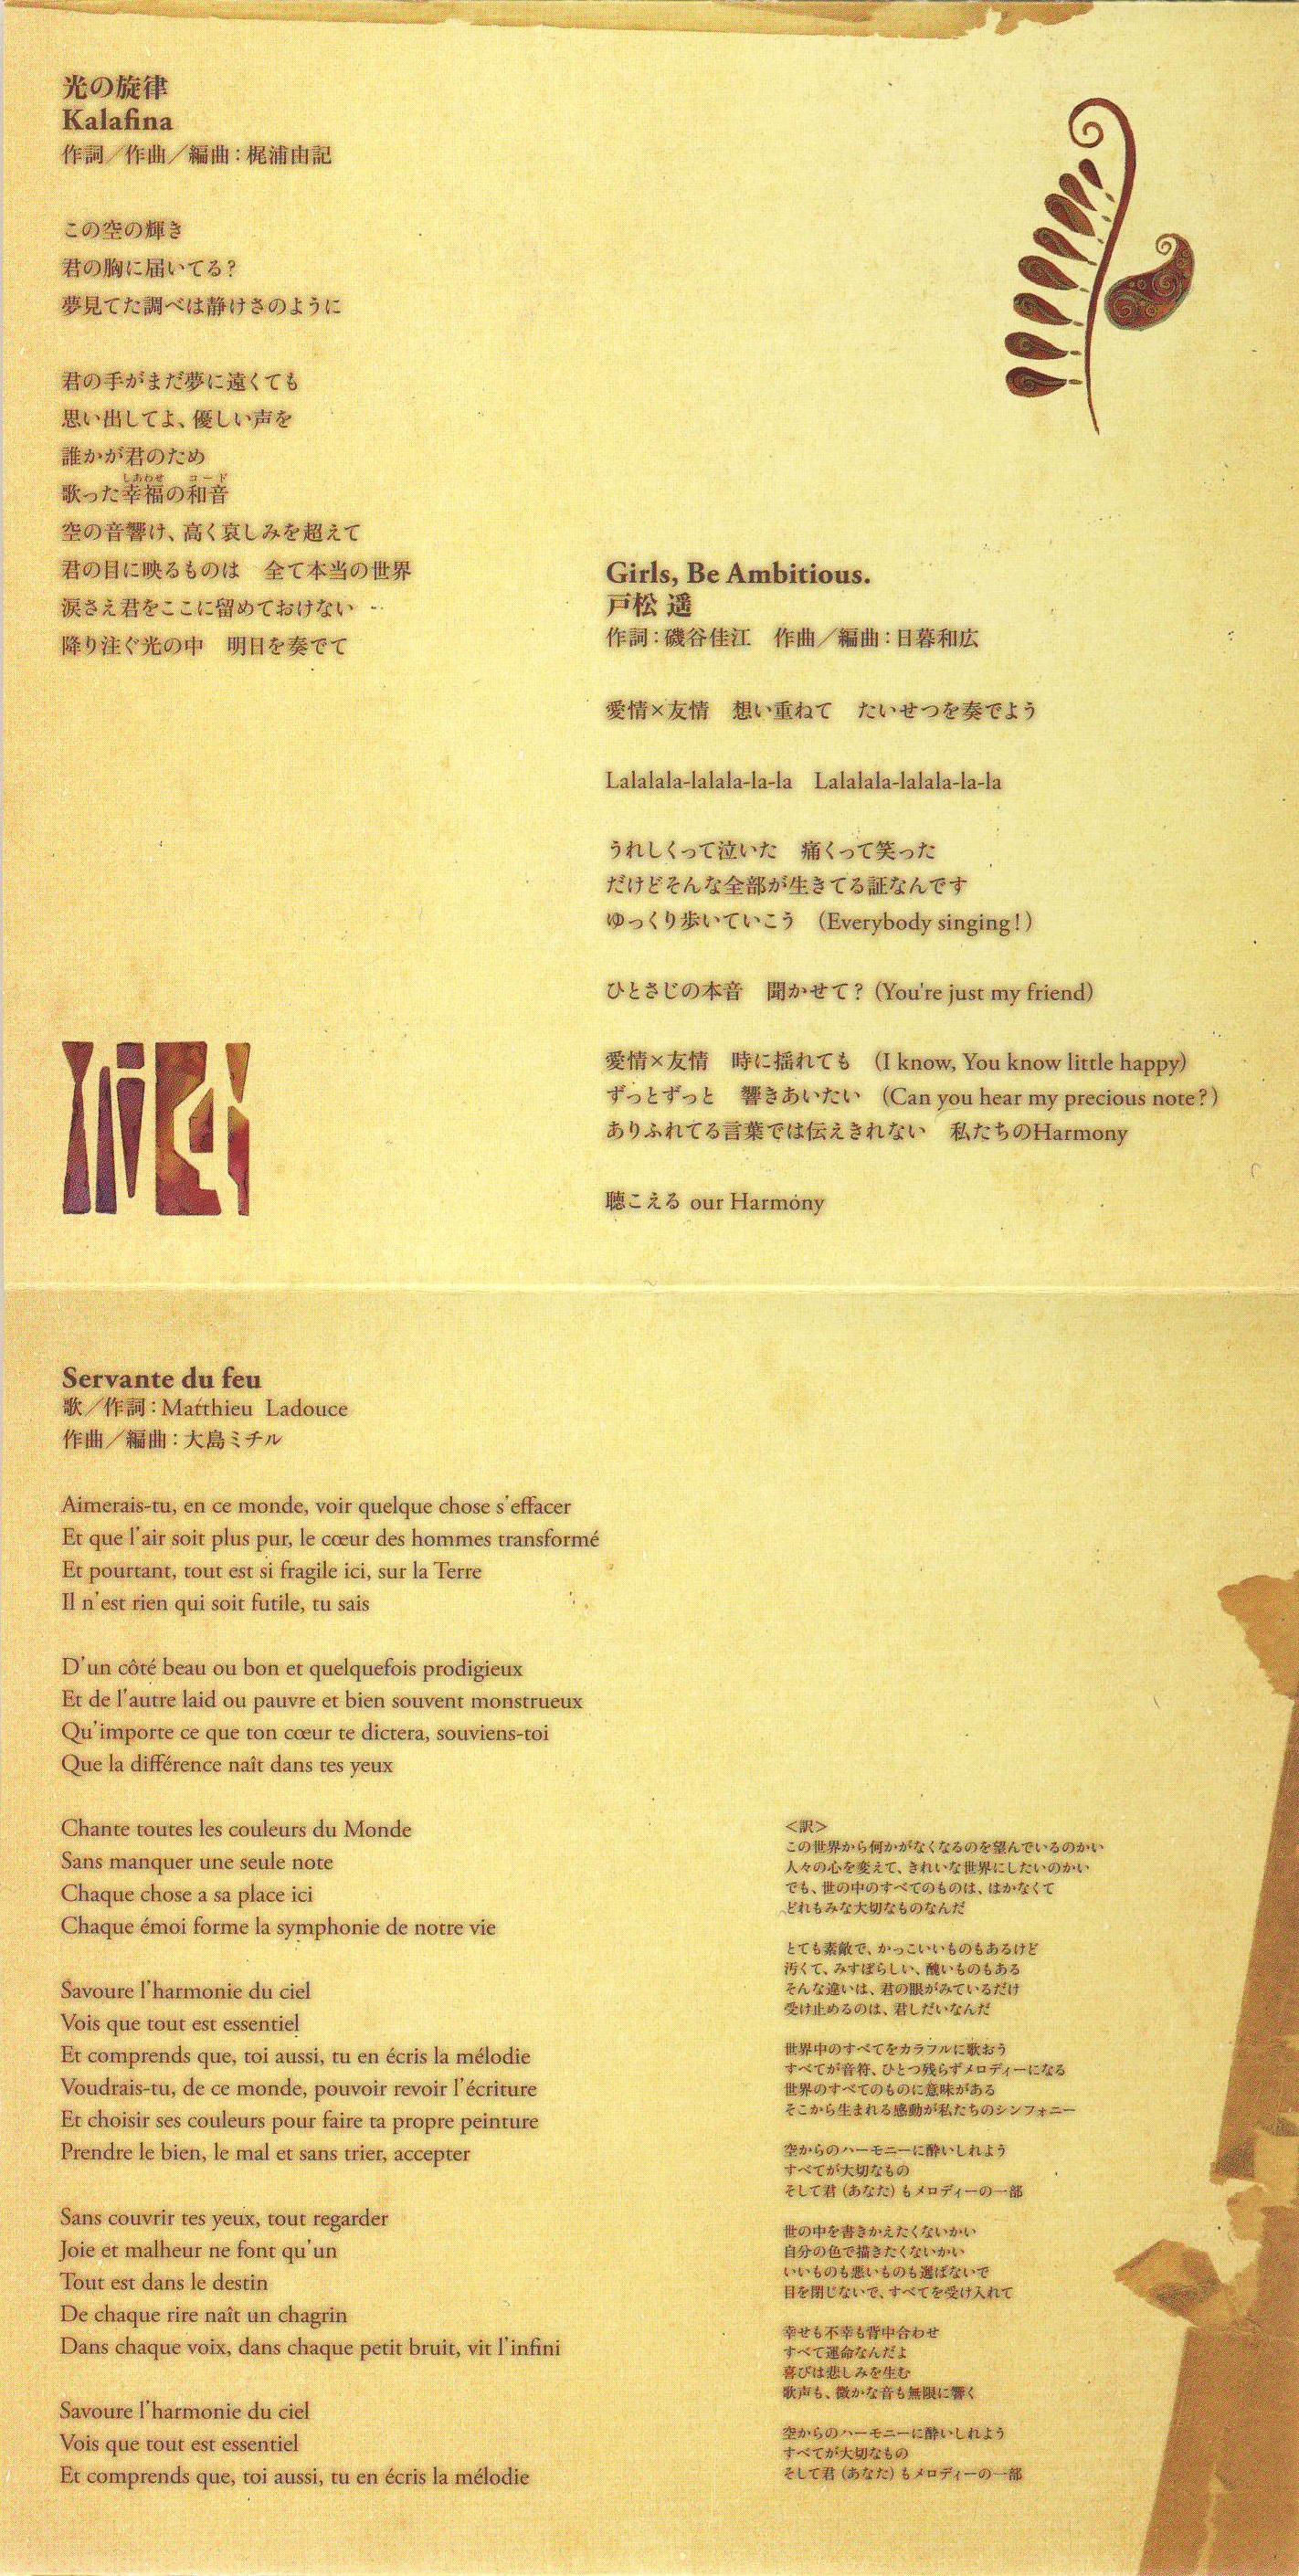 光の旋律
Kalafina
作詞／作曲／編曲：梶浦由記
この空の輝き
君の胸に届いてる？
夢見てた調べは静けさのように
君の手がまだ夢に遠くても
思い出してよ、優しい声を
誰かが君のため
しあわせ　コード
歌った幸福の和音
空の音響け、高く哀しみを超えて
君の目に映るものは　全て本当の世界
涙さえ君をここに留めておけない
降り注ぐ光の中　明日を奏でて
Girls, Be Ambitious.
戸松 遥
作詞：磯谷佳江　作曲／編曲：日暮和広
愛情×友情　想い重ねて　たいせつを奏でよう
Lalalala-lalala-la-la　Lalalala-lalala-la-la
うれしくって泣いた　痛くって笑った
だけどそんな全部が生きてる証なんです
ゆっくり歩いていこう　（Everybody singing!）
ひとさじの本音　聞かせて？（You're just my friend）
愛情×友情　時に揺れても　（I know, You know little happy）
ずっとずっと　響きあいたい　（Can you hear my precious note?）
ありふれてる言葉では伝えきれない　私たちのHarmony
聴こえる our Harmony
Servante du feu
歌／作詞：Matthieu Ladouce
作曲／編曲：大島ミチル
Aimerais-tu, en ce monde, voir quelque chose s'effacer
Et que l'air soit plus pur, le cœur des hommes transformé
Et pourtant, tout est si fragile ici, sur la Terre
Il n'est rien qui soit futile, tu sais
D'un côté beau ou bon et quelquefois prodigieux
Et de l'autre laid ou pauvre et bien souvent monstrueux
Qu'importe ce que ton cœur te dictera, souviens-toi
Que la différence naît dans tes yeux
Chante toutes les couleurs du Monde
Sans manquer une seule note
Chaque chose a sa place ici
Chaque émoi forme la symphonie de notre vie
Savoure l'harmonie du ciel
Vois que tout est essentiel
Et comprends que, toi aussi, tu en écris la mélodie
Voudrais-tu, de ce monde, pouvoir revoir l'écriture
Et choisir ses couleurs pour faire ta propre peinture
Prendre le bien, le mal et sans trier, accepter
Sans couvrir tes yeux, tout regarder
Joie et malheur ne font qu'un
Tout est dans le destin
De chaque rire naît un chagrin
Dans chaque voix, dans chaque petit bruit, vit l'infini
Savoure l'harmonie du ciel
Vois que tout est essentiel
Et comprends que, toi aussi, tu en écris la mélodie
＜訳＞
この世界から何かがなくなるのを望んでいるのかい
人々の心を変えて、きれいな世界にしたいのかい
でも、世の中のすべてのものは、はかなくて
どれもみな大切なものなんだ
とても素敵で、かっこいいものもあるけど
汚くて、みすぼらしい、醜いものもある
そんな違いは、君の眼がみているだけ
受け止めるのは、君しだいなんだ
世界中のすべてをカラフルに歌おう
すべてが音符、ひとつ残らずメロディーになる
世界のすべてのものに意味がある
そこから生まれる感動が私たちのシンフォニー
空からのハーモニーに酔いしれよう
すべてが大切なもの
そして君（あなた）もメロディーの一部
世の中を書きかえたくないかい
自分の色で描きたくないかい
いいものも悪いものも選ばないで
目を閉じないで、すべてを受け入れて
幸せも不幸も背中合わせ
すべて運命なんだよ
喜びは悲しみを生む
歌声も、微かな音も無限に響く
空からのハーモニーに酔いしれよう
すべてが大切なもの
そして君（あなた）もメロディーの一部